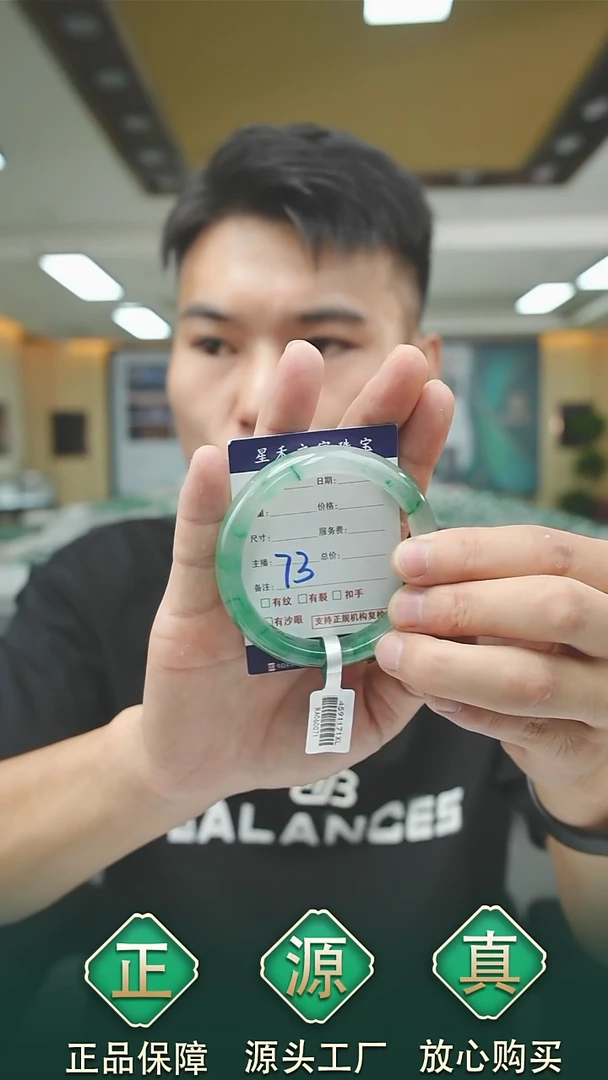 日期:
价格:
尺寸:
服务费:
主播:
总价:
73
备注:
□有纹 □有裂 □扣手
□有沙眼 支持正规机构复检
4591171XL
BALANCES
正 源 真
正品保障 源头工厂 放心购买